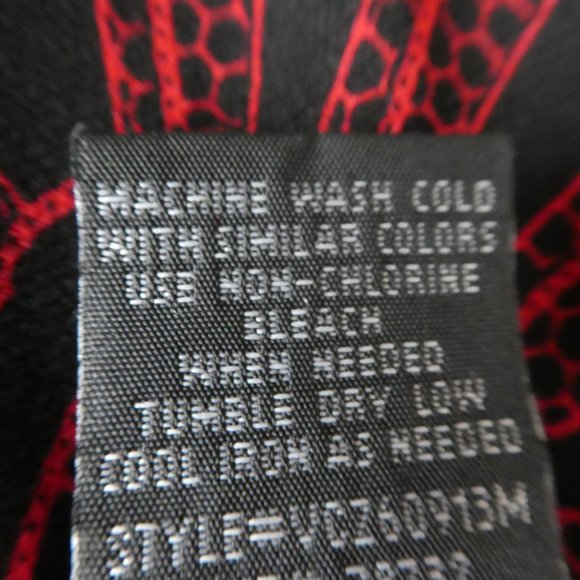 MACHINE WASH COLD
WITH SIMILAR COLORS
USE NON-CHLORINE
BLEACH
WHEN NEEDED
TUMBLE DRY LOW
COOL IRON AS NEEDED
STYLE=VCZ60913M